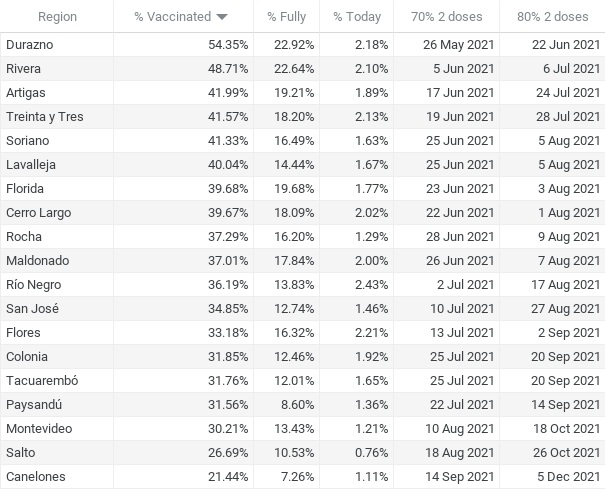 Region % Vaccinated % Fully % Today 70% 2 doses 80% 2 doses
Durazno 54.35% 22.92% 2.18% 26 May 2021 22 Jun 2021
Rivera 48.71% 22.64% 2.10% 5 Jun 2021 6 Jul 2021
Artigas 41.99% 19.21% 1.89% 17 Jun 2021 24 Jul 2021
Treinta y Tres 41.57% 18.20% 2.13% 19 Jun 2021 28 Jul 2021
Soriano 41.33% 16.49% 1.63% 25 Jun 2021 5 Aug 2021
Lavalleja 40.04% 14.44% 1.67% 25 Jun 2021 5 Aug 2021
Florida 39.68% 19.68% 1.77% 23 Jun 2021 3 Aug 2021
Cerro Largo 39.67% 18.09% 2.02% 22 Jun 2021 1 Aug 2021
Rocha 37.29% 16.20% 1.29% 28 Jun 2021 9 Aug 2021
Maldonado 37.01% 17.84% 2.00% 26 Jun 2021 7 Aug 2021
Río Negro 36.19% 13.83% 2.43% 2 Jul 2021 17 Aug 2021
San José 34.85% 12.74% 1.46% 10 Jul 2021 27 Aug 2021
Flores 33.18% 16.32% 2.21% 13 Jul 2021 2 Sep 2021
Colonia 31.85% 12.46% 1.92% 25 Jul 2021 20 Sep 2021
Tacuarembó 31.76% 12.01% 1.65% 25 Jul 2021 20 Sep 2021
Paysandú 31.56% 8.60% 1.36% 22 Jul 2021 14 Sep 2021
Montevideo 30.21% 13.43% 1.21% 10 Aug 2021 18 Oct 2021
Salto 26.69% 10.53% 0.76% 18 Aug 2021 26 Oct 2021
Canelones 21.44% 7.26% 1.11% 14 Sep 2021 5 Dec 2021